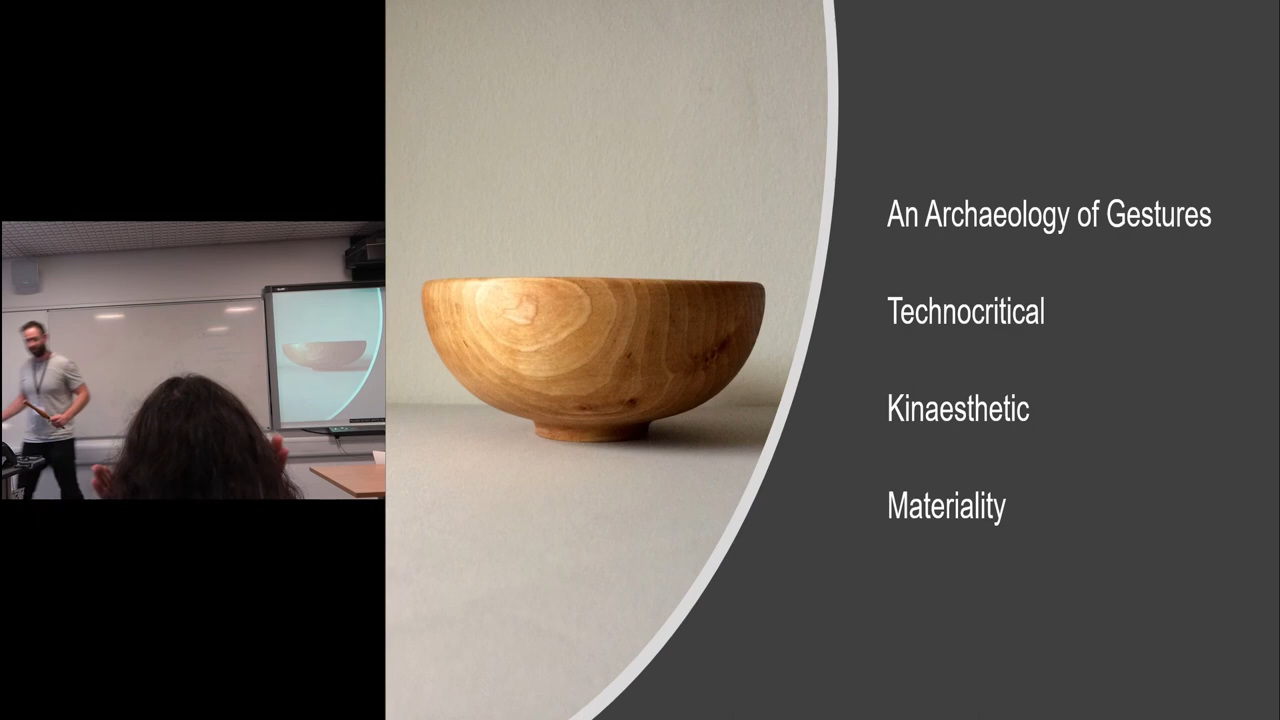 An Archaeology of Gestures
Technocritical
Kinaesthetic
Materiality